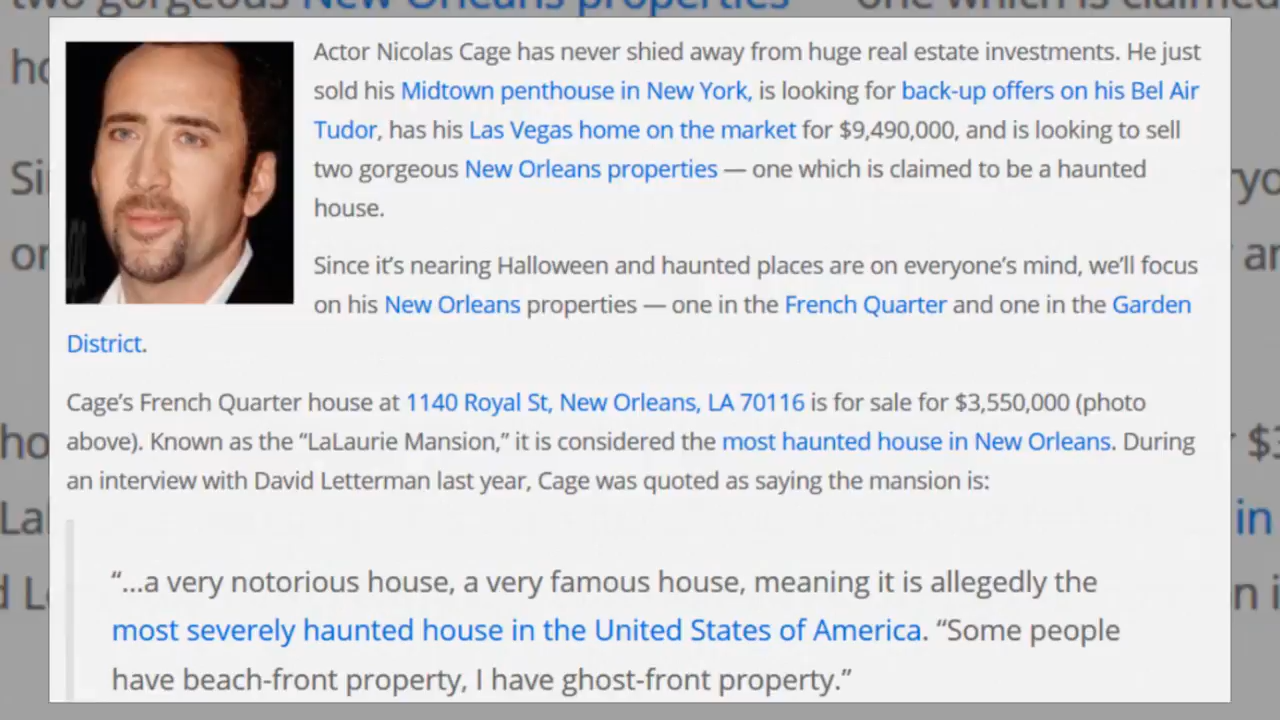 two gorgeous New Orleans properties — one which is claimed
Actor Nicolas Cage has never shied away from huge real estate investments. He just
sold his Midtown penthouse in New York, is looking for back-up offers on his Bel Air
Tudor, has his Las Vegas home on the market for $9,490,000, and is looking to sell
two gorgeous New Orleans properties — one which is claimed to be a haunted
house.
Since it’s nearing Halloween and haunted places are on everyone’s mind, we’ll focus
on his New Orleans properties — one in the French Quarter and one in the Garden
District.
Cage’s French Quarter house at 1140 Royal St, New Orleans, LA 70116 is for sale for $3,550,000 (photo
above). Known as the “LaLaurie Mansion,” it is considered the most haunted house in New Orleans. During
an interview with David Letterman last year, Cage was quoted as saying the mansion is:
“...a very notorious house, a very famous house, meaning it is allegedly the
most severely haunted house in the United States of America. “Some people
have beach-front property, I have ghost-front property.”